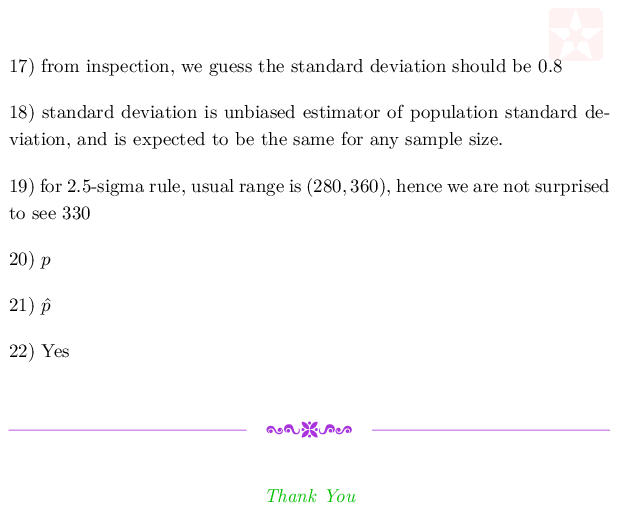 17) from inspection, we guess the standard deviation should be 0.8
18) standard deviation is unbiased estimator of population standard de-
viation, and is expected to be the same for any sample size.
19) for 2.5-sigma rule, usual range is (280, 360), hence we are not surprised
to see 330
20) p
21) p̂
22) Yes
Thank You